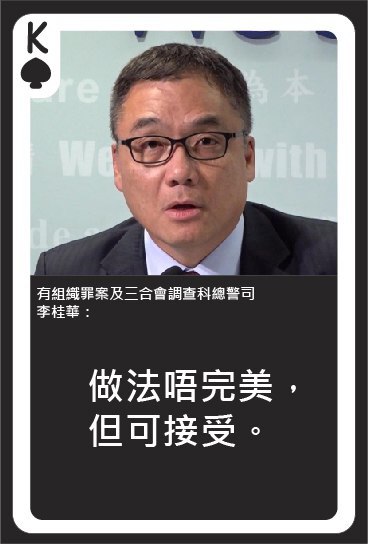 K
為本
are
We
with
de
有組織罪案及三合會調查科總警司
李桂華：
做法唔完美，
但可接受。